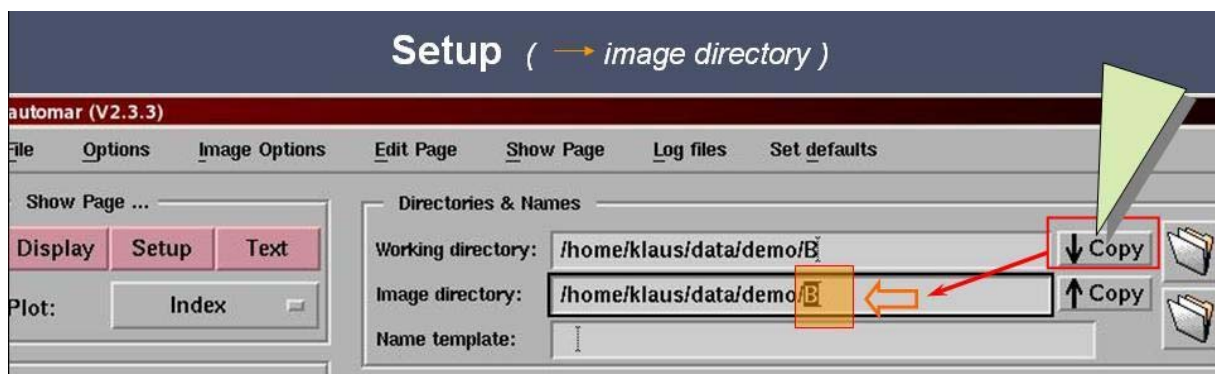 Setup ( → image directory )
automar (V2.3.3)
File Options Image Options Edit Page Show Page Log files Set defaults
Show Page ...
Display Setup Text
Plot: Index
Directories & Names
Working directory: /home/klaus/data/demo/B ↓ Copy
Image directory: /home/klaus/data/demo/B ↑ Copy
Name template: